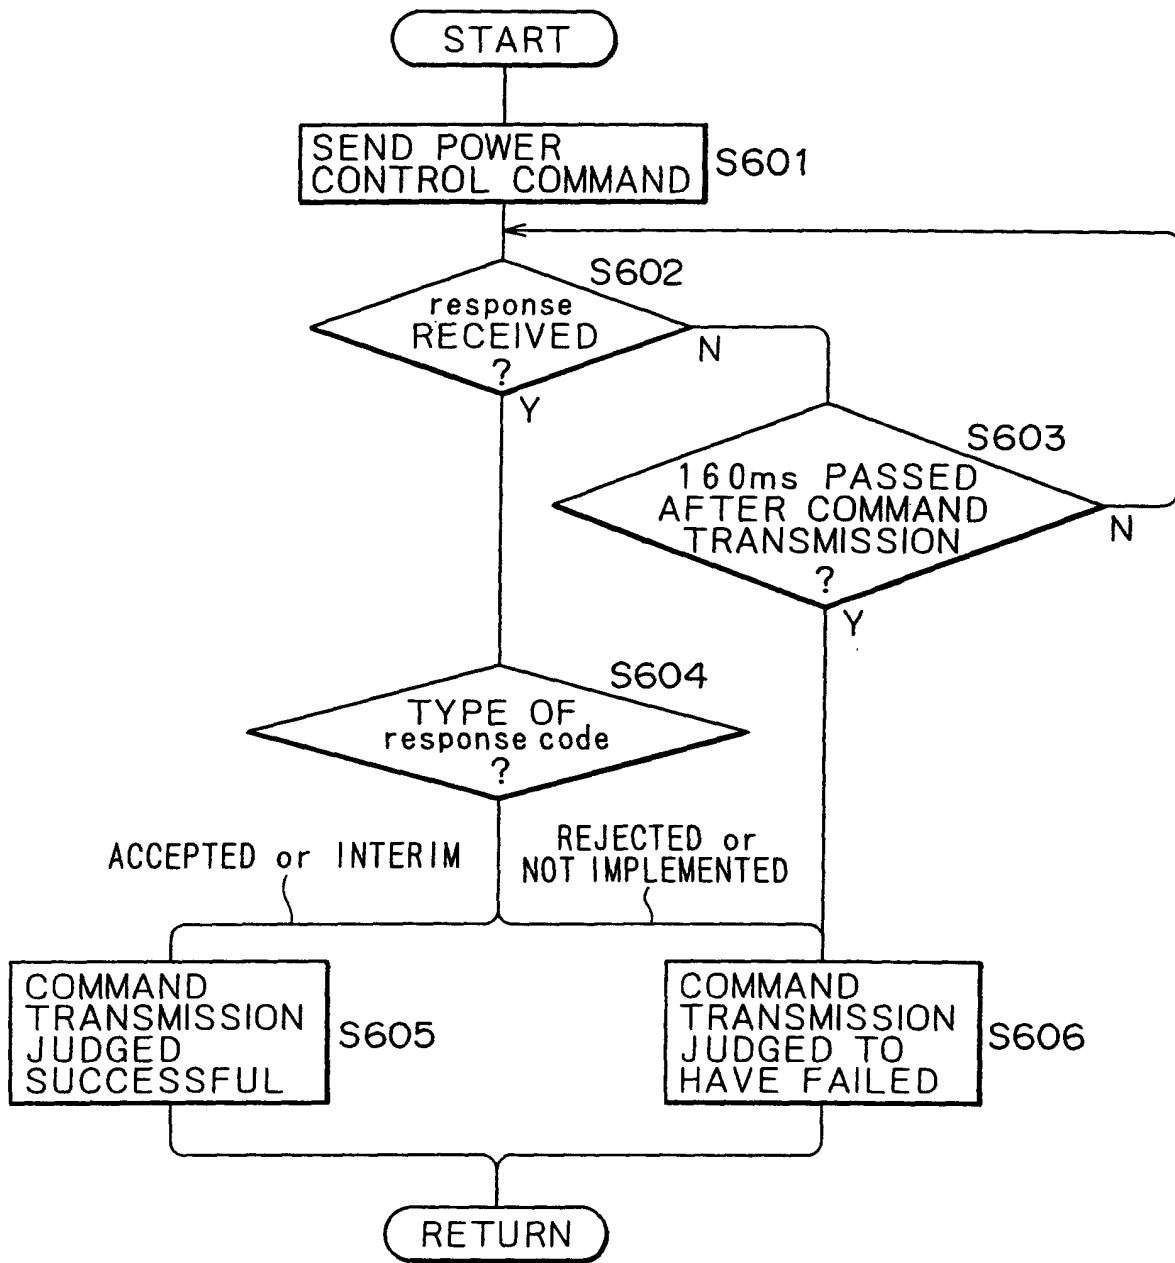 START
SEND POWER
CONTROL COMMAND
S601
S602
response
RECEIVED
?
N
Y
S603
160ms PASSED
AFTER COMMAND
TRANSMISSION
?
N
Y
S604
TYPE OF
response code
?
ACCEPTED or INTERIM
REJECTED or
NOT IMPLEMENTED
COMMAND
TRANSMISSION
JUDGED
SUCCESSFUL
S605
COMMAND
TRANSMISSION
JUDGED TO
HAVE FAILED
S606
RETURN